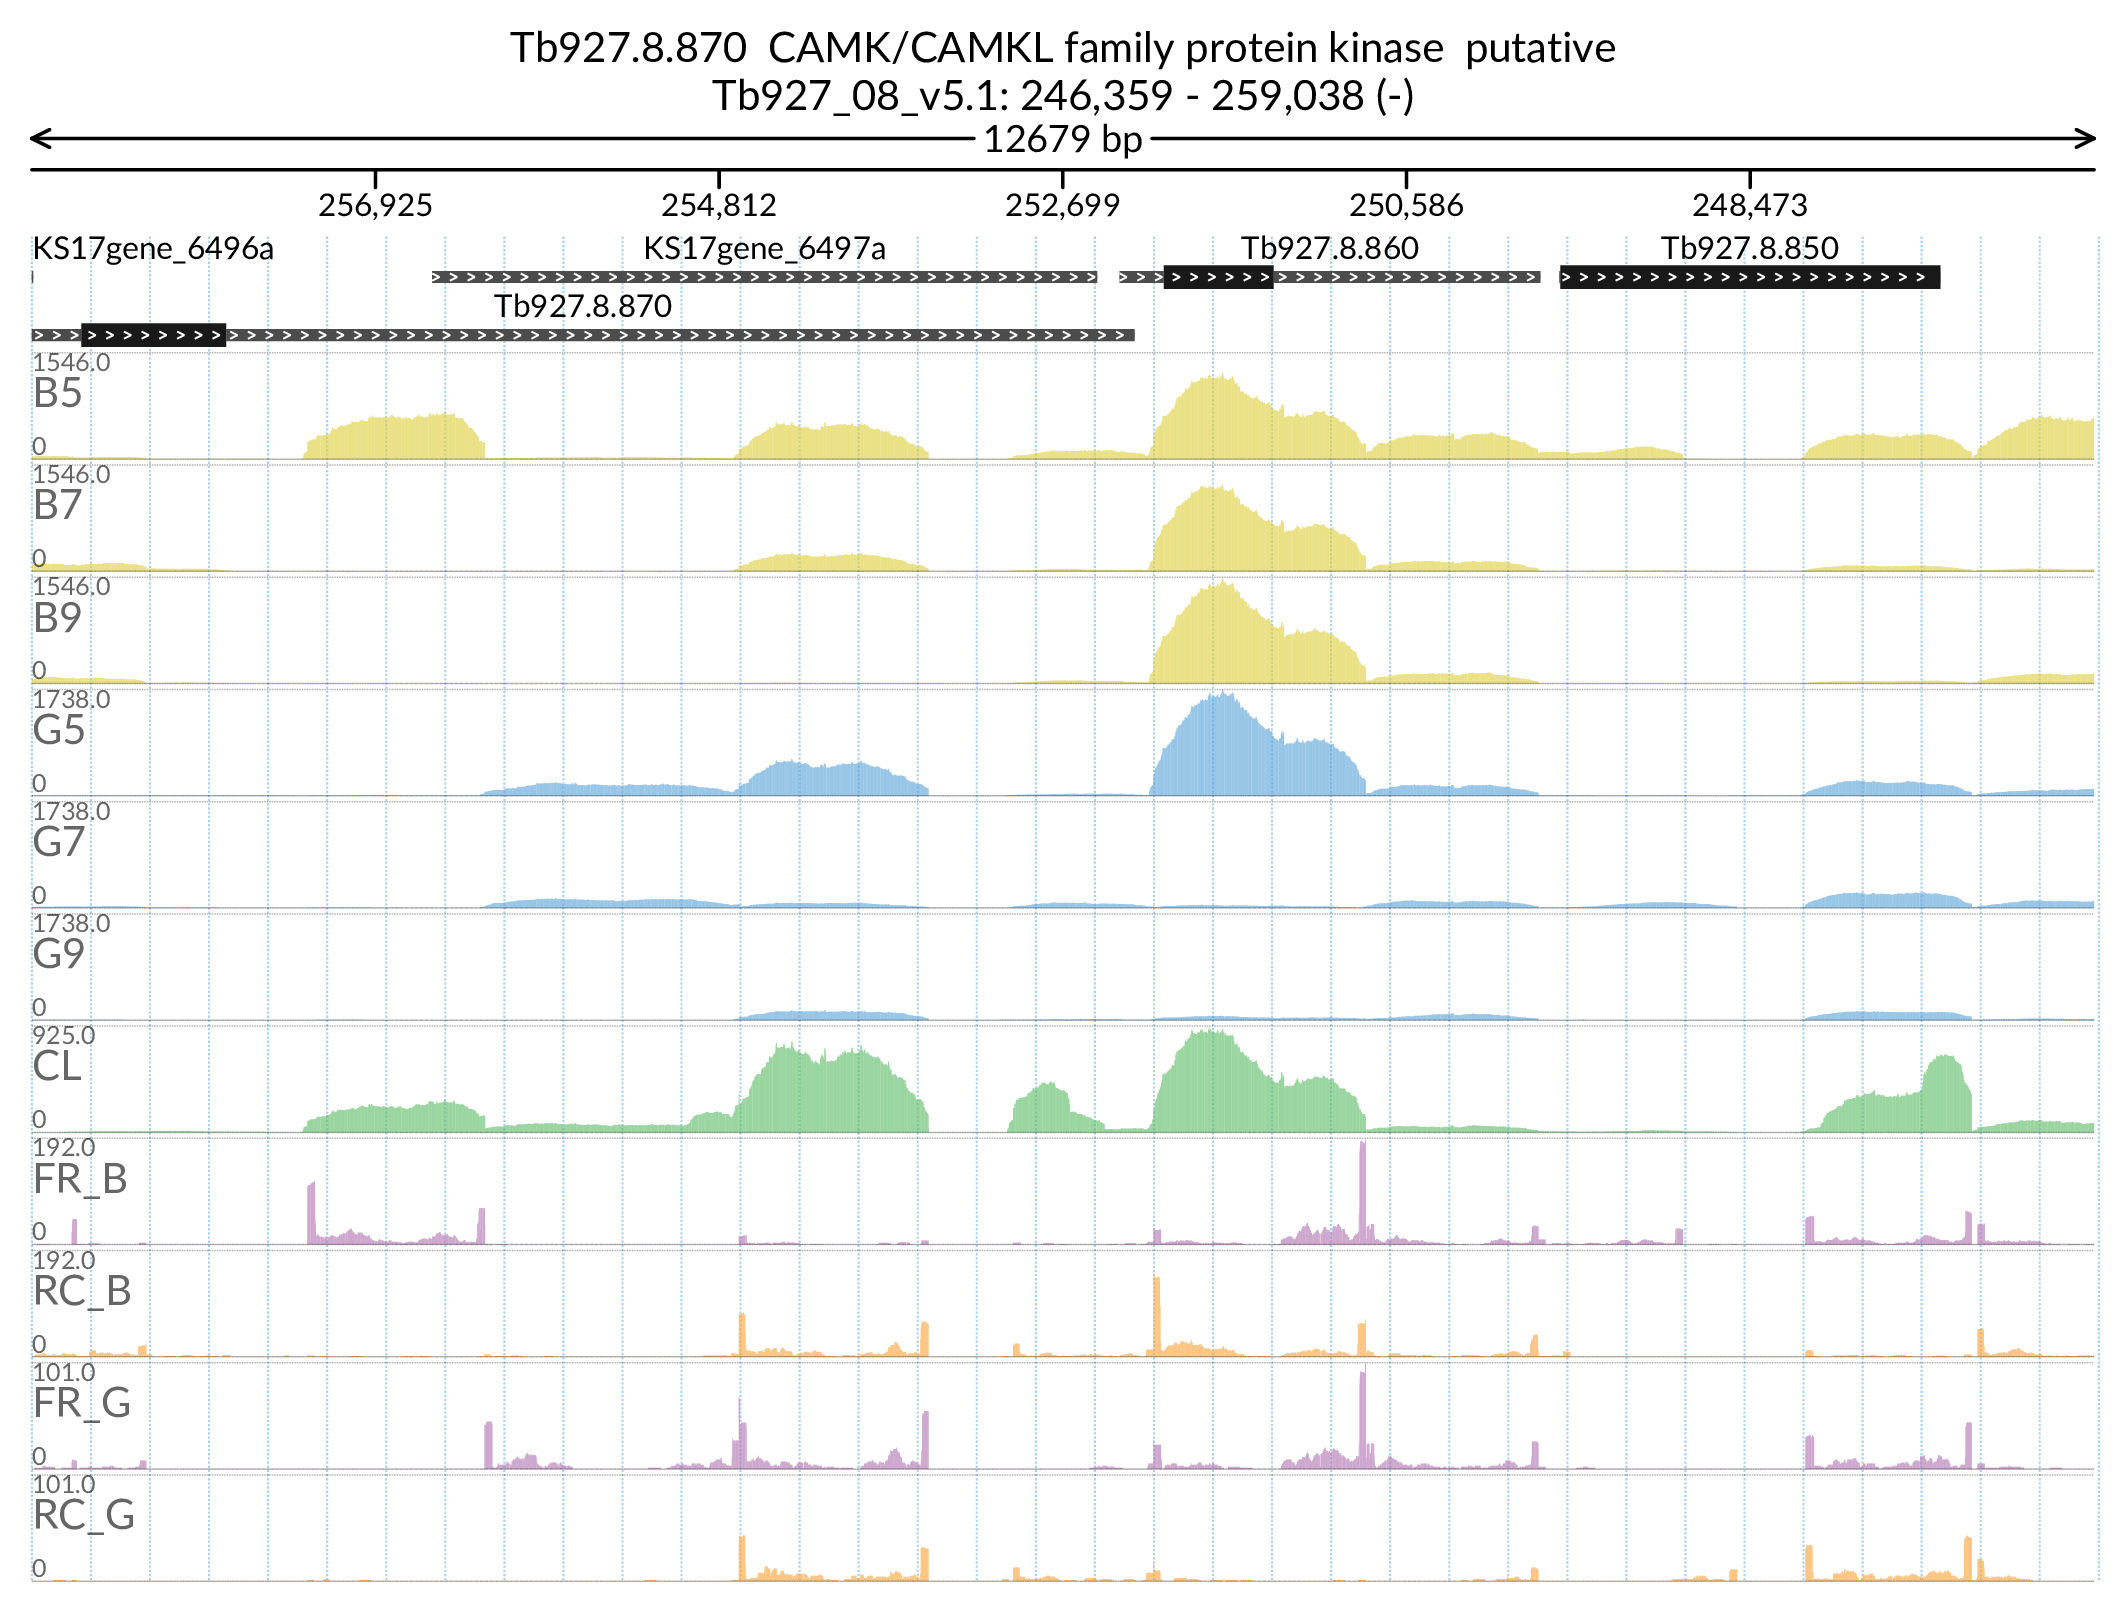 Tb927.8.870  CAMK/CAMKL family protein kinase  putative
Tb927_08_v5.1: 246,359 - 259,038 (-)
12679 bp
256,925 254,812 252,699 250,586 248,473
KS17gene_6496a KS17gene_6497a Tb927.8.860 Tb927.8.850
Tb927.8.870
1546.0
B5
0
1546.0
B7
0
1546.0
B9
0
1738.0
G5
0
1738.0
G7
0
1738.0
G9
0
925.0
CL
0
192.0
FR_B
0
192.0
RC_B
0
101.0
FR_G
0
101.0
RC_G
0